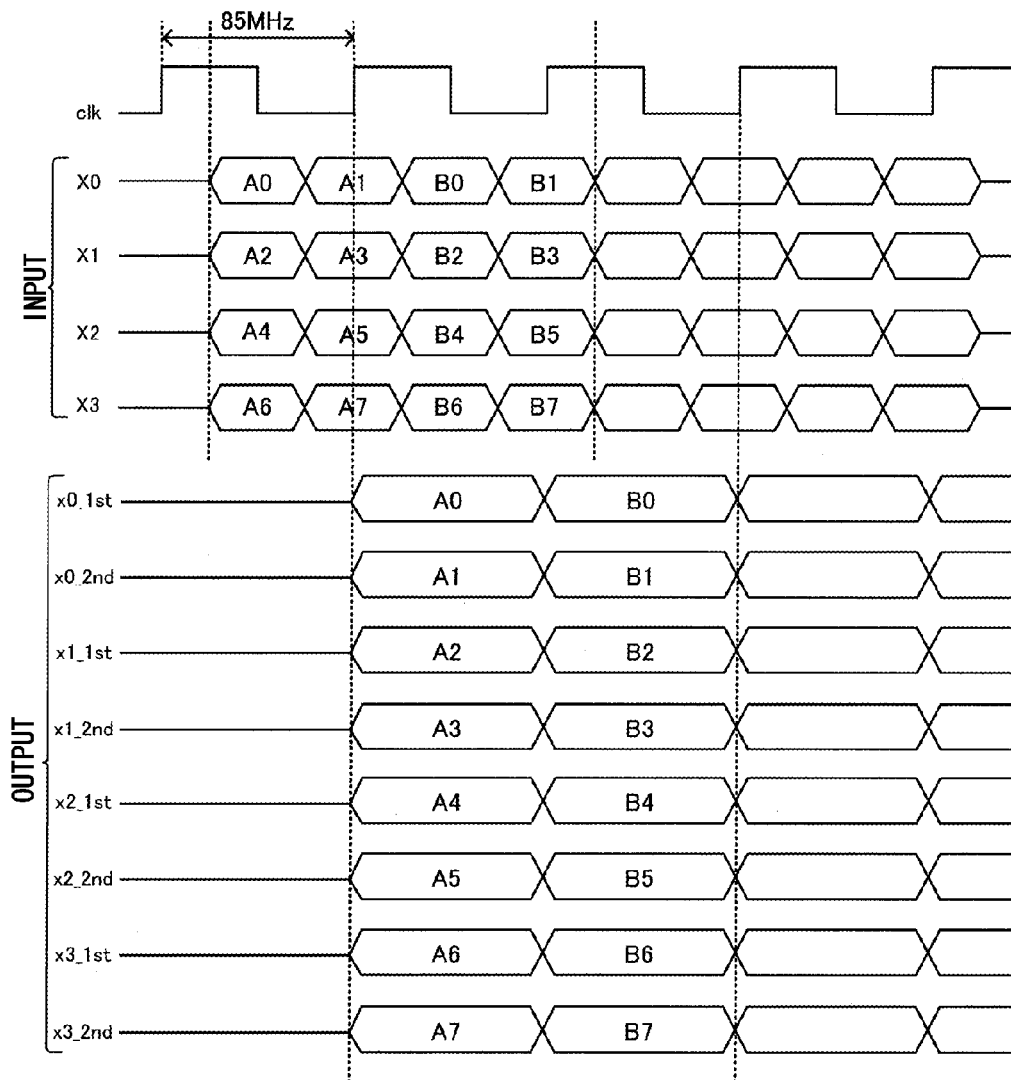 85MHz
clk
INPUT
X0 A0 A1 B0 B1
X1 A2 A3 B2 B3
X2 A4 A5 B4 B5
X3 A6 A7 B6 B7
OUTPUT
x0_1st A0 B0
x0_2nd A1 B1
x1_1st A2 B2
x1_2nd A3 B3
x2_1st A4 B4
x2_2nd A5 B5
x3_1st A6 B6
x3_2nd A7 B7